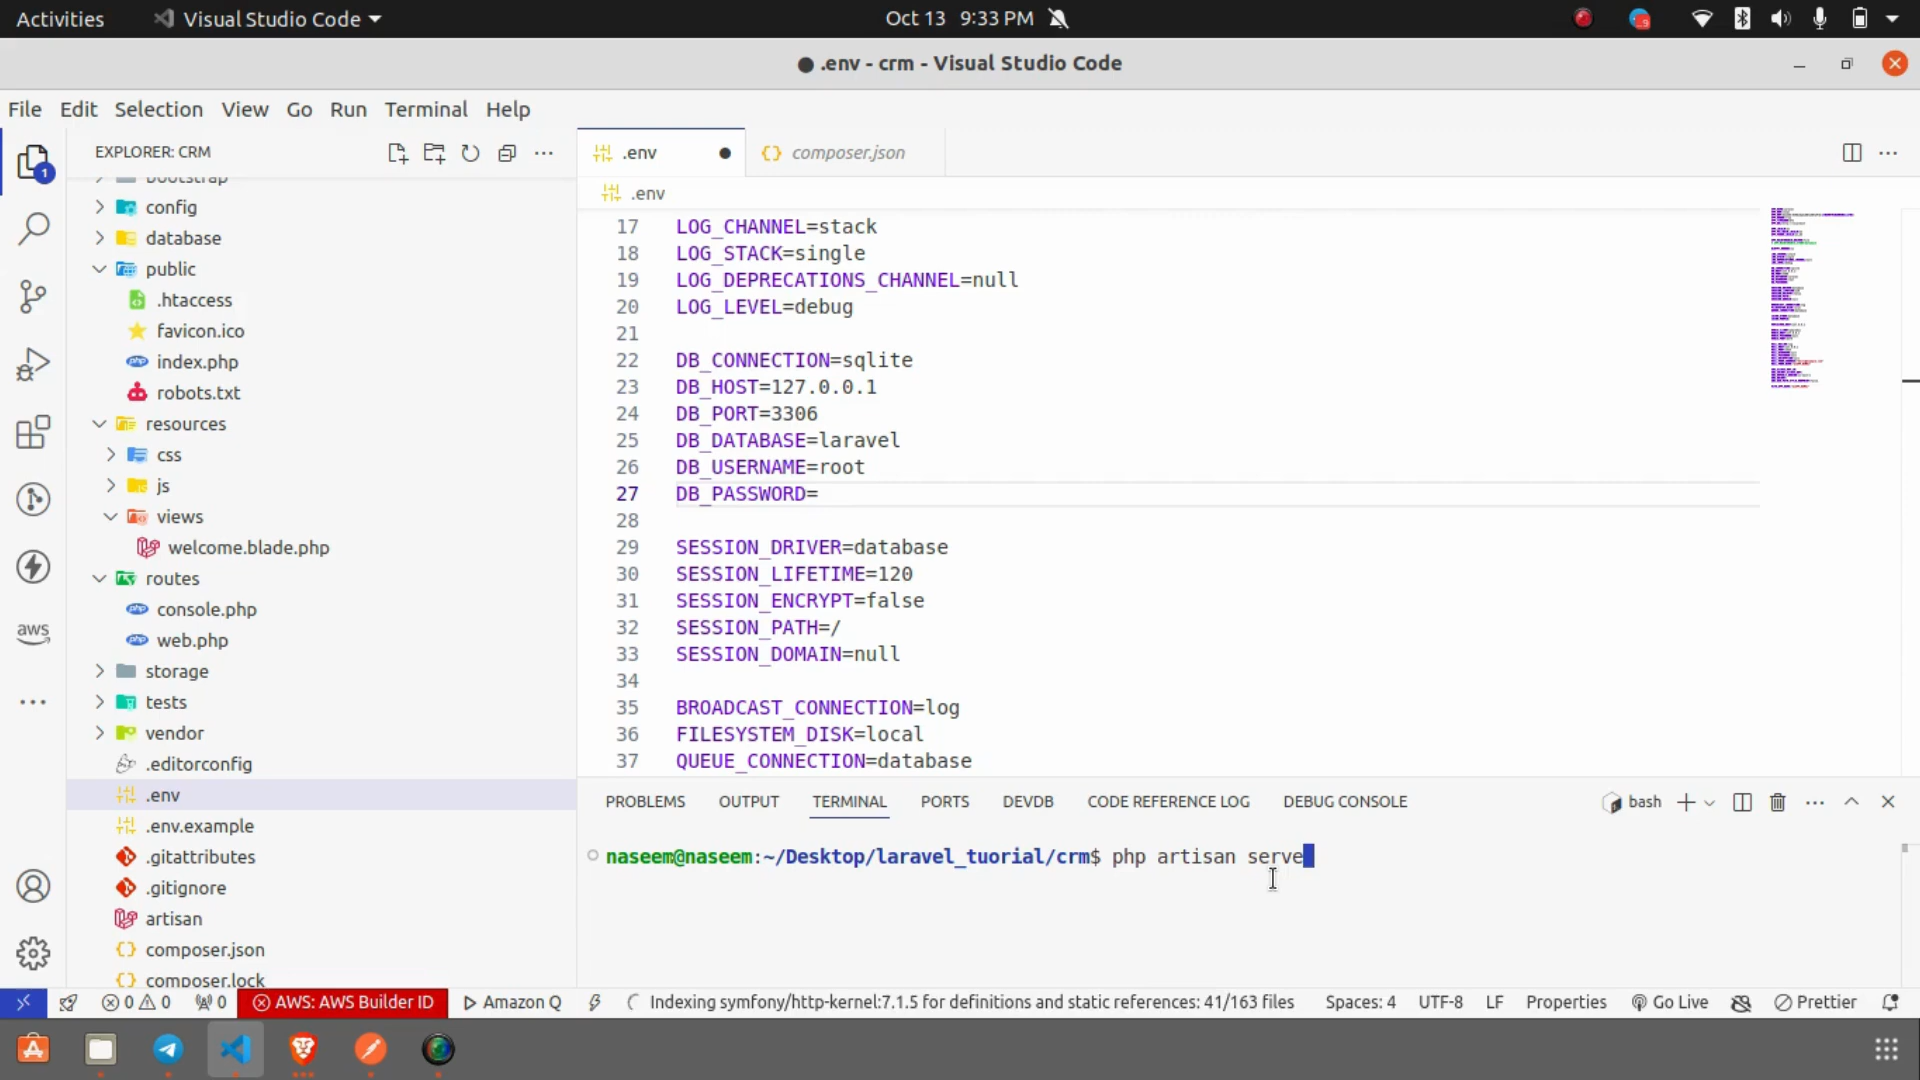 Activities
Visual Studio Code
Oct 13 9:33 PM
9
● .env - crm - Visual Studio Code
File Edit Selection View Go Run Terminal Help
1
EXPLORER: CRM
bootstrap
config
database
public
.htaccess
favicon.ico
index.php
robots.txt
resources
css
js
views
welcome.blade.php
routes
console.php
web.php
storage
tests
vendor
.editorconfig
.env
.env.example
.gitattributes
.gitignore
artisan
composer.json
composer.lock
aws
.env
composer.json
.env
17 LOG_CHANNEL=stack
18 LOG_STACK=single
19 LOG_DEPRECATIONS_CHANNEL=null
20 LOG_LEVEL=debug
21
22 DB_CONNECTION=sqlite
23 DB_HOST=127.0.0.1
24 DB_PORT=3306
25 DB_DATABASE=laravel
26 DB_USERNAME=root
27 DB_PASSWORD=
28
29 SESSION_DRIVER=database
30 SESSION_LIFETIME=120
31 SESSION_ENCRYPT=false
32 SESSION_PATH=/
33 SESSION_DOMAIN=null
34
35 BROADCAST_CONNECTION=log
36 FILESYSTEM_DISK=local
37 QUEUE_CONNECTION=database
PROBLEMS OUTPUT TERMINAL PORTS DEVDB CODE REFERENCE LOG DEBUG CONSOLE
bash
naseem@naseem:~/Desktop/laravel_tuorial/crm$ php artisan serve
0 0 0 AWS: AWS Builder ID Amazon Q Indexing symfony/http-kernel:7.1.5 for definitions and static references: 41/163 files Spaces: 4 UTF-8 LF Properties Go Live Prettier